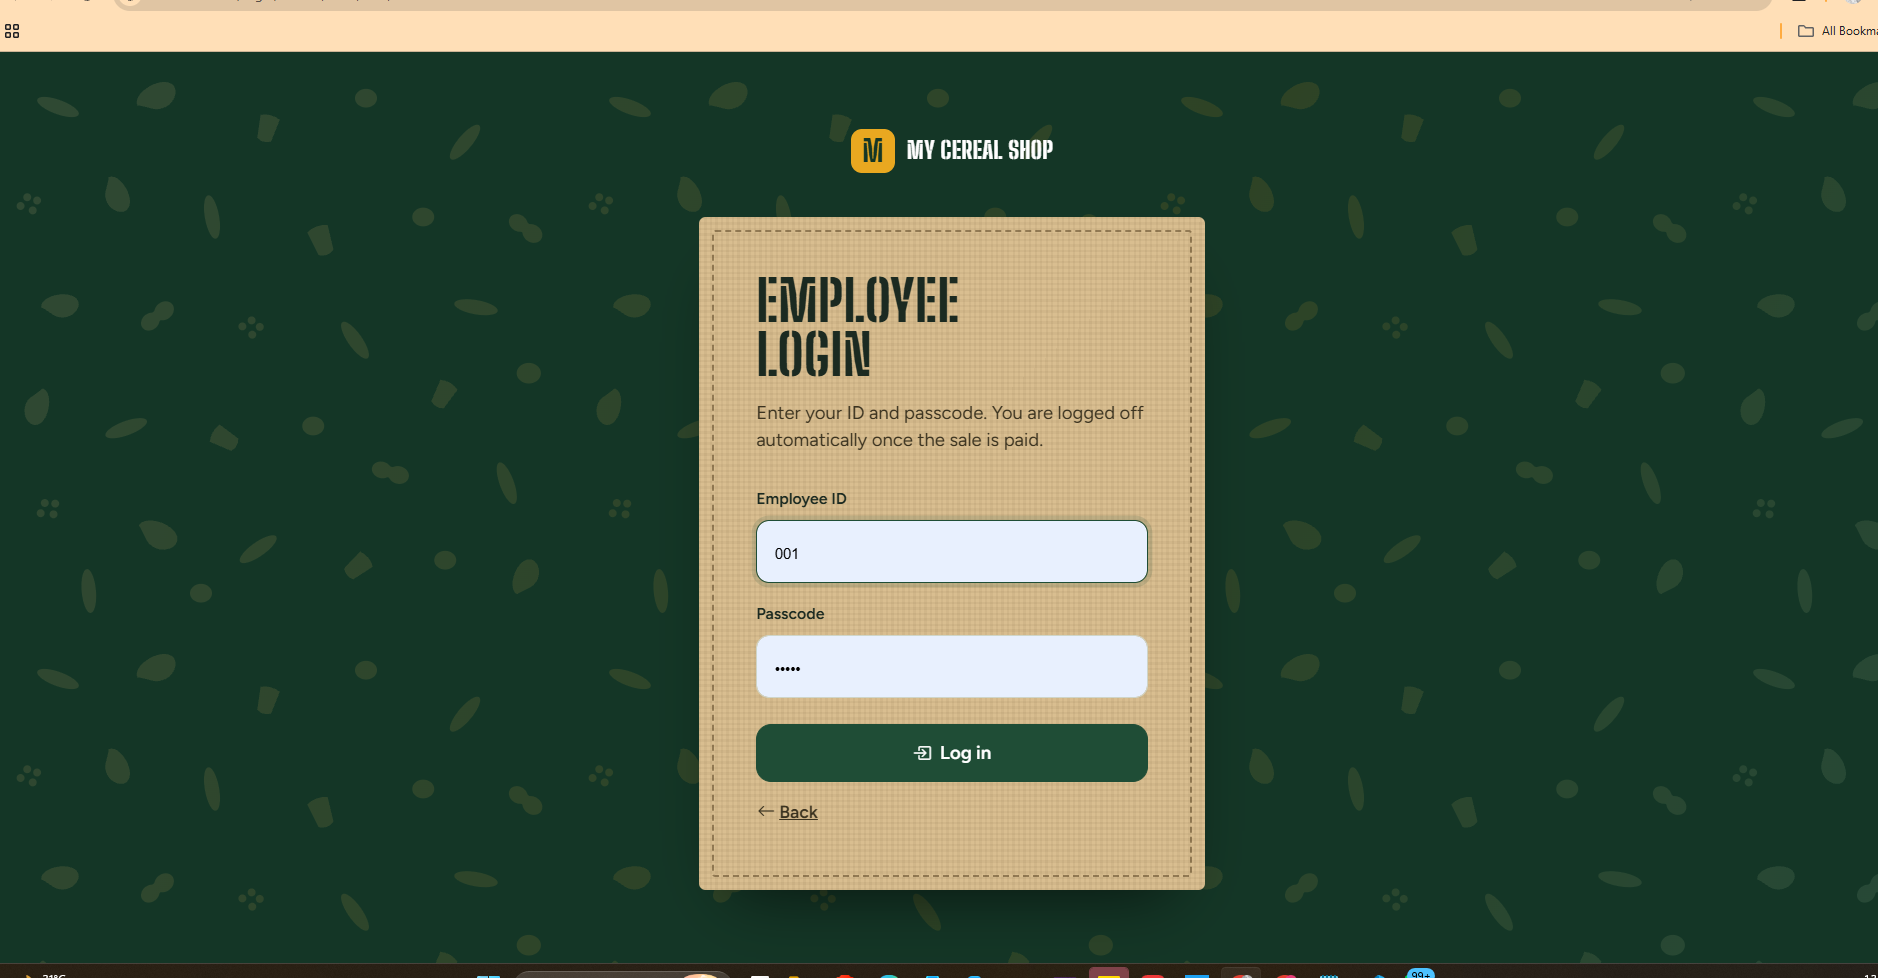 All Bookma
M MY CEREAL SHOP
EMPLOYEE
LOGIN
Enter your ID and passcode. You are logged off
automatically once the sale is paid.
Employee ID
001
Passcode
•••••
Log in
Back
99+